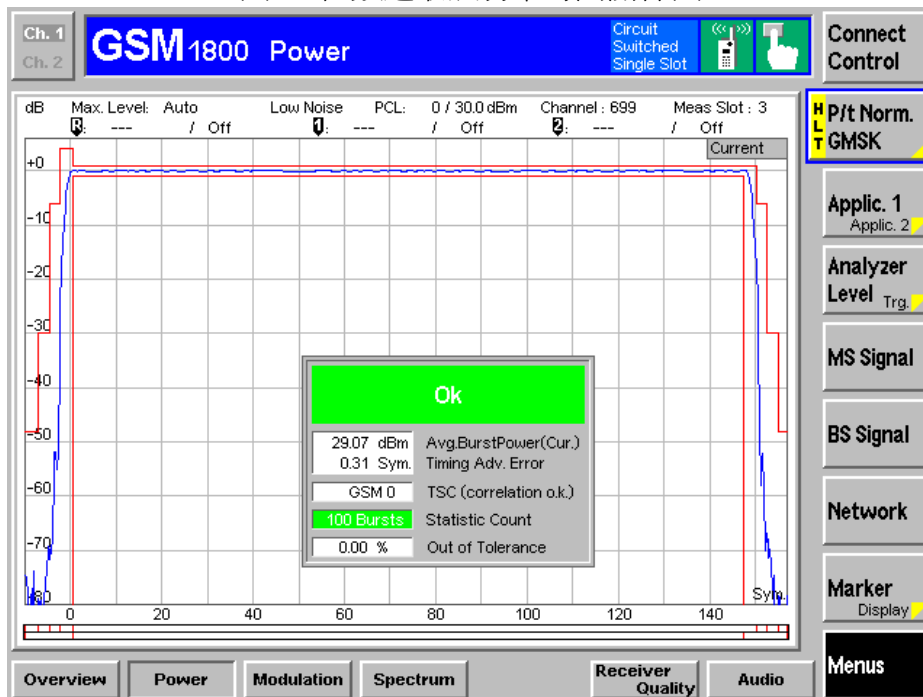 Ch. 1
Ch. 2
GSM1800 Power
Circuit
Switched
Single Slot
Connect
Control
dB Max. Level: Auto Low Noise PCL: 0 / 30.0 dBm Channel : 699 Meas Slot : 3
R: --- / Off 1: --- / Off 2: --- / Off
Current
HLT
P/t Norm.
GMSK
Applic. 1
Applic. 2
Analyzer
Level Trg.
MS Signal
BS Signal
Network
Marker
Display
Menus
+0
-10
-20
-30
-40
-50
-60
-70
-80
Ok
29.07 dBm Avg.BurstPower(Cur.)
0.31 Sym. Timing Adv. Error
GSM 0 TSC (correlation o.k.)
100 Bursts Statistic Count
0.00 % Out of Tolerance
Sym.
0 20 40 60 80 100 120 140
Overview Power Modulation Spectrum Receiver Quality Audio